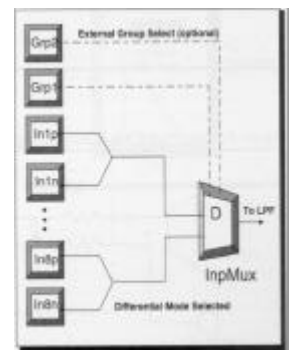 Grp2
External Group Select (optional)
Grp1
In1p
In1n
D
To LPF
InpMux
In8p
In8n
Differential Mode Selected